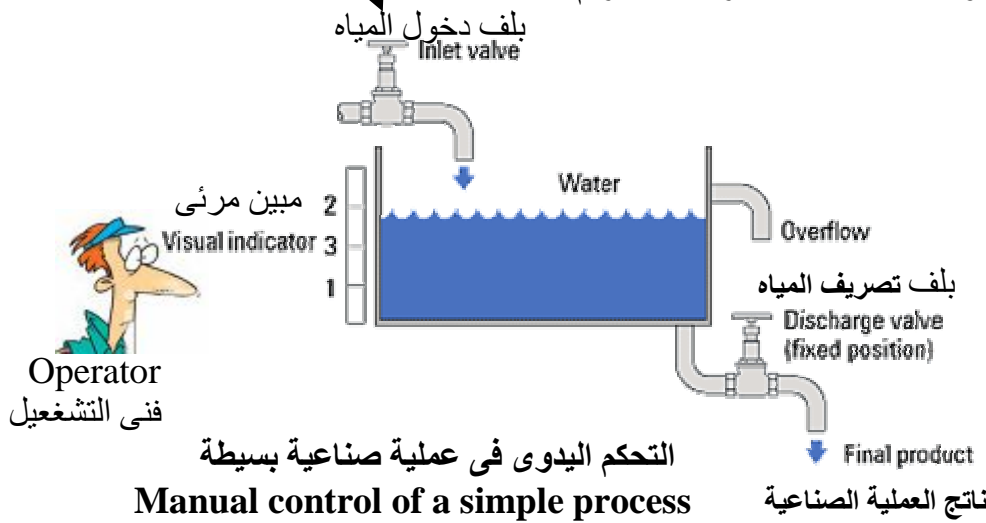 بلف دخول المياه
Inlet valve
Water
مبين مرئى
2
Visual indicator 3
1
Overflow
بلف تصريف المياه
Discharge valve
(fixed position)
Operator
فنى التشغعيل
Final product
التحكم اليدوى فى عملية صناعية بسيطة
Manual control of a simple process
ناتج العملية الصناعية